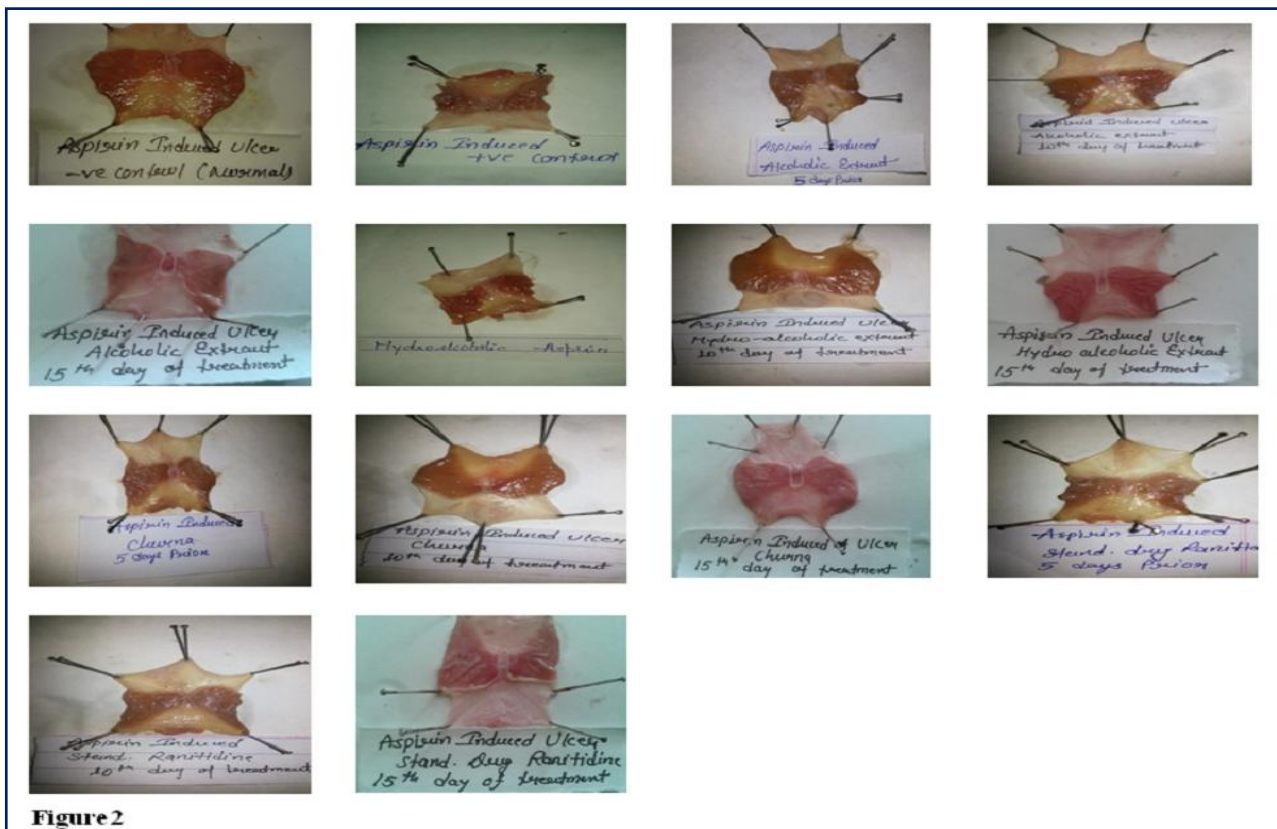 Aspirin Induced Ulcer
-ve control (Normal)
Aspirin Induced
+ve control
Aspirin Induced
Alcoholic Extract
5 days Prior
Aspirin Induced Ulcer
Alcoholic extract
10th day of treatment
Aspirin Induced Ulcer
Alcoholic Extract
15th day of treatment
Hydroalcoholic - Aspirin
Aspirin Induced Ulcer
Hydro-alcoholic extract
10th day of treatment
Aspirin Induced Ulcer
Hydro alcoholic Extract
15th day of treatment
Aspirin Induced
Churna
5 days Prior
Aspirin Induced Ulcer
Churna
10th day of treatment
Aspirin Induced of Ulcer
Churna
15th day of treatment
Aspirin Induced
Stand. drug Ranit
5 days Prior
Aspirin Induced
Stand. Ranitidine
10th day of treatment
Aspirin Induced Ulcer
Stand. Drug Ranitidine
15th day of treatment
Figure 2